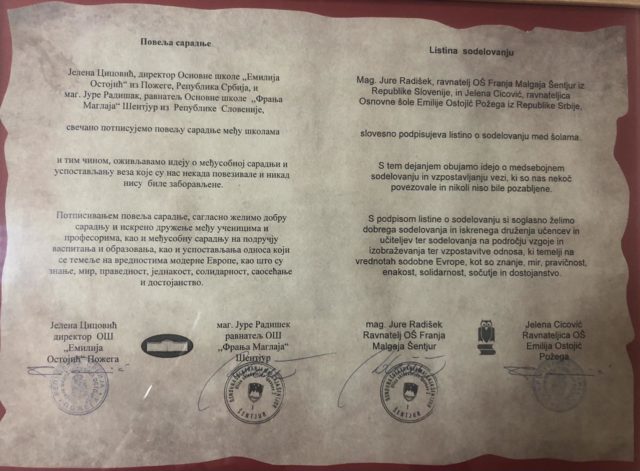 Повеља сарадње
Јелена Цицовић, директор Основне школе „Емилија
Остојић“ из Пожеге, Република Србија, и
маг. Јуре Радишак, равнатељ Основне школе „Фрања
Маглаја“ Шентјур из Републике Словеније,
свечано потписујемо повељу сарадње међу школама
и тим чином, оживљавамо идеју о међусобној сарадњи и
успостављању веза које су нас некада повезивале и никад
нису биле заборављене.
Потписивањем повеља сарадње, сагласно желимо добру
сарадњу и искрено дружење међу ученицима и
професорима, као и међусобну сарадњу на подручју
васпитања и образовања, као и успостављања односа који
се темеље на вредностима модерне Европе, као што су
знање, мир, праведност, једнакост, солидарност, саосећање
и достојанство.
Јелена Цицовић
директор ОШ
„Емилија
Остојић“ Пожега
маг. Јуре Радишек
равнатељ ОШ
„Фрања Маглаја“
Шентјур
Listina sodelovanju
Mag. Jure Radišek, ravnatelj OŠ Franja Malgaja Šentjur iz
Republike Slovenije, in Jelena Cicović, ravnateljica
Osnovne šole Emilije Ostojić Požega iz Republike Srbije,
slovesno podpisujeva listino o sodelovanju med šolama.
S tem dejanjem obujamo idejo o medsebojnem
sodelovanju in vzpostavljanju vezi, ki so nas nekoč
povezovale in nikoli niso bile pozabljene.
S podpisom listine o sodelovanju si soglasno želimo
dobrega sodelovanja in iskrenega druženja učencev in
učiteljev ter sodelovanja na področju vzgoje in
izobraževanja ter vzpostavitve odnosa, ki temelji na
vrednotah sodobne Evrope, kot so znanje, mir, pravičnost,
enakost, solidarnost, sočutje in dostojanstvo.
mag. Jure Radišek
Ravnatelj OŠ Franja
Malgaja Šentjur
Jelena Cicović
Ravnateljica OŠ
Emilija Ostojić
Požega
ŠENTJUR
ŠENTJUR